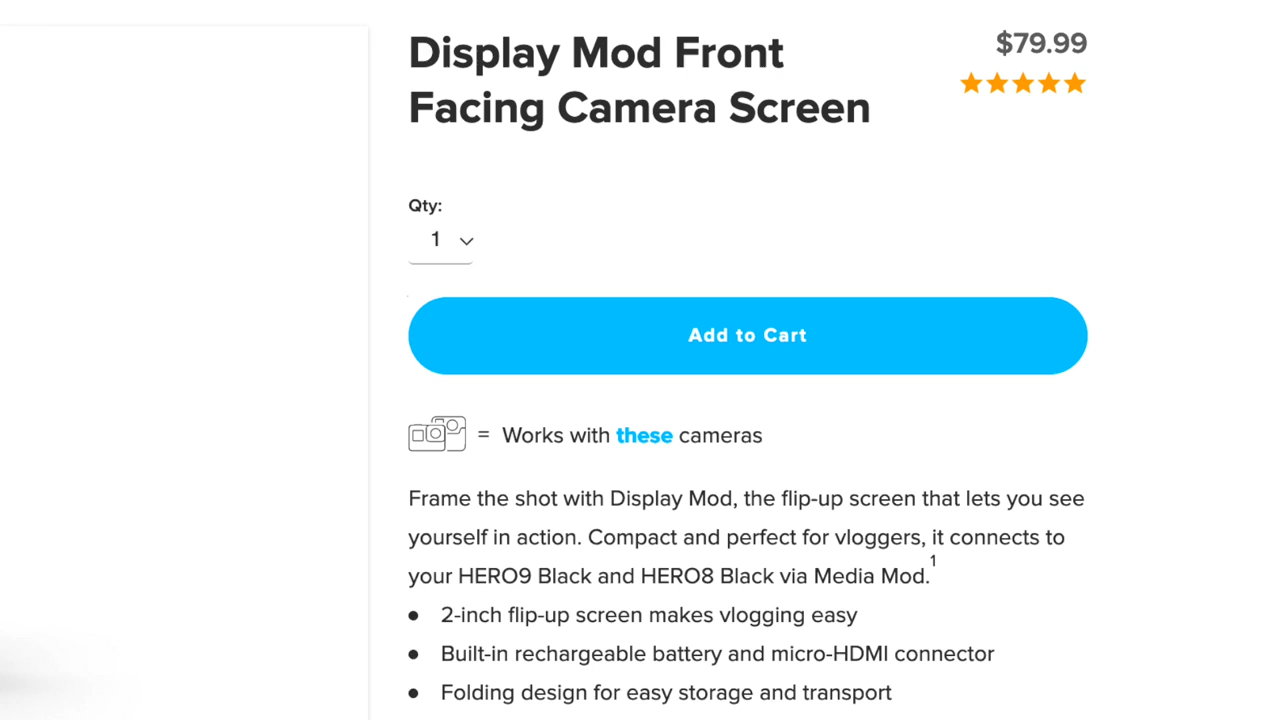 Display Mod Front
Facing Camera Screen
$79.99
Qty:
1
Add to Cart
= Works with these cameras
Frame the shot with Display Mod, the flip-up screen that lets you see
yourself in action. Compact and perfect for vloggers, it connects to
your HERO9 Black and HERO8 Black via Media Mod.1
• 2-inch flip-up screen makes vlogging easy
• Built-in rechargeable battery and micro-HDMI connector
• Folding design for easy storage and transport